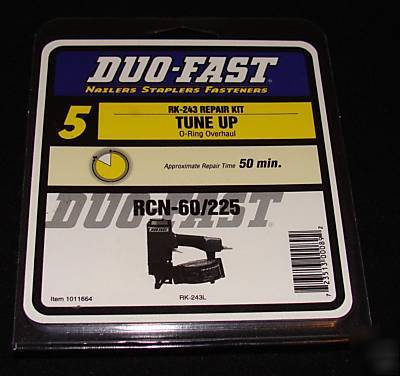 DUO-FAST
NAILERS STAPLERS FASTENERS
5
RK-243 REPAIR KIT
TUNE UP
O-Ring Overhaul
Approximate Repair Time 50 min.
DUO-FAST
RCN-60/225
Item 1011664
RK-243L